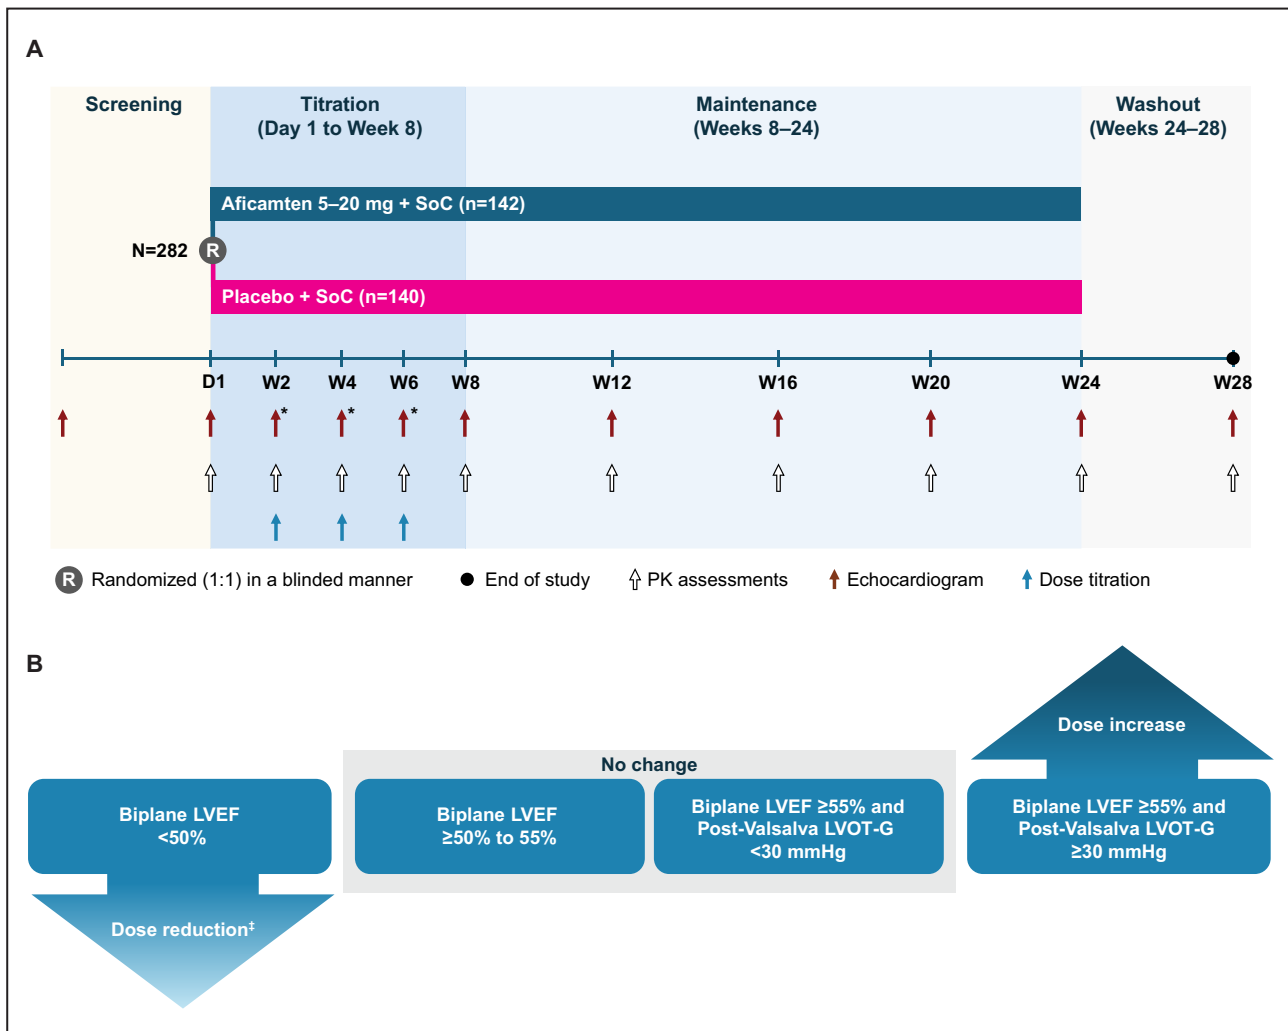 A
Screening
Titration
(Day 1 to Week 8)
Maintenance
(Weeks 8–24)
Washout
(Weeks 24–28)
Aficamten 5–20 mg + SoC (n=142)
N=282
R
Placebo + SoC (n=140)
D1 W2 W4 W6 W8 W12 W16 W20 W24 W28
* * *
R Randomized (1:1) in a blinded manner
End of study
PK assessments
Echocardiogram
Dose titration
B
Dose increase
No change
Biplane LVEF
<50%
Biplane LVEF
≥50% to 55%
Biplane LVEF ≥55% and
Post-Valsalva LVOT-G
<30 mmHg
Biplane LVEF ≥55% and
Post-Valsalva LVOT-G
≥30 mmHg
Dose reduction‡